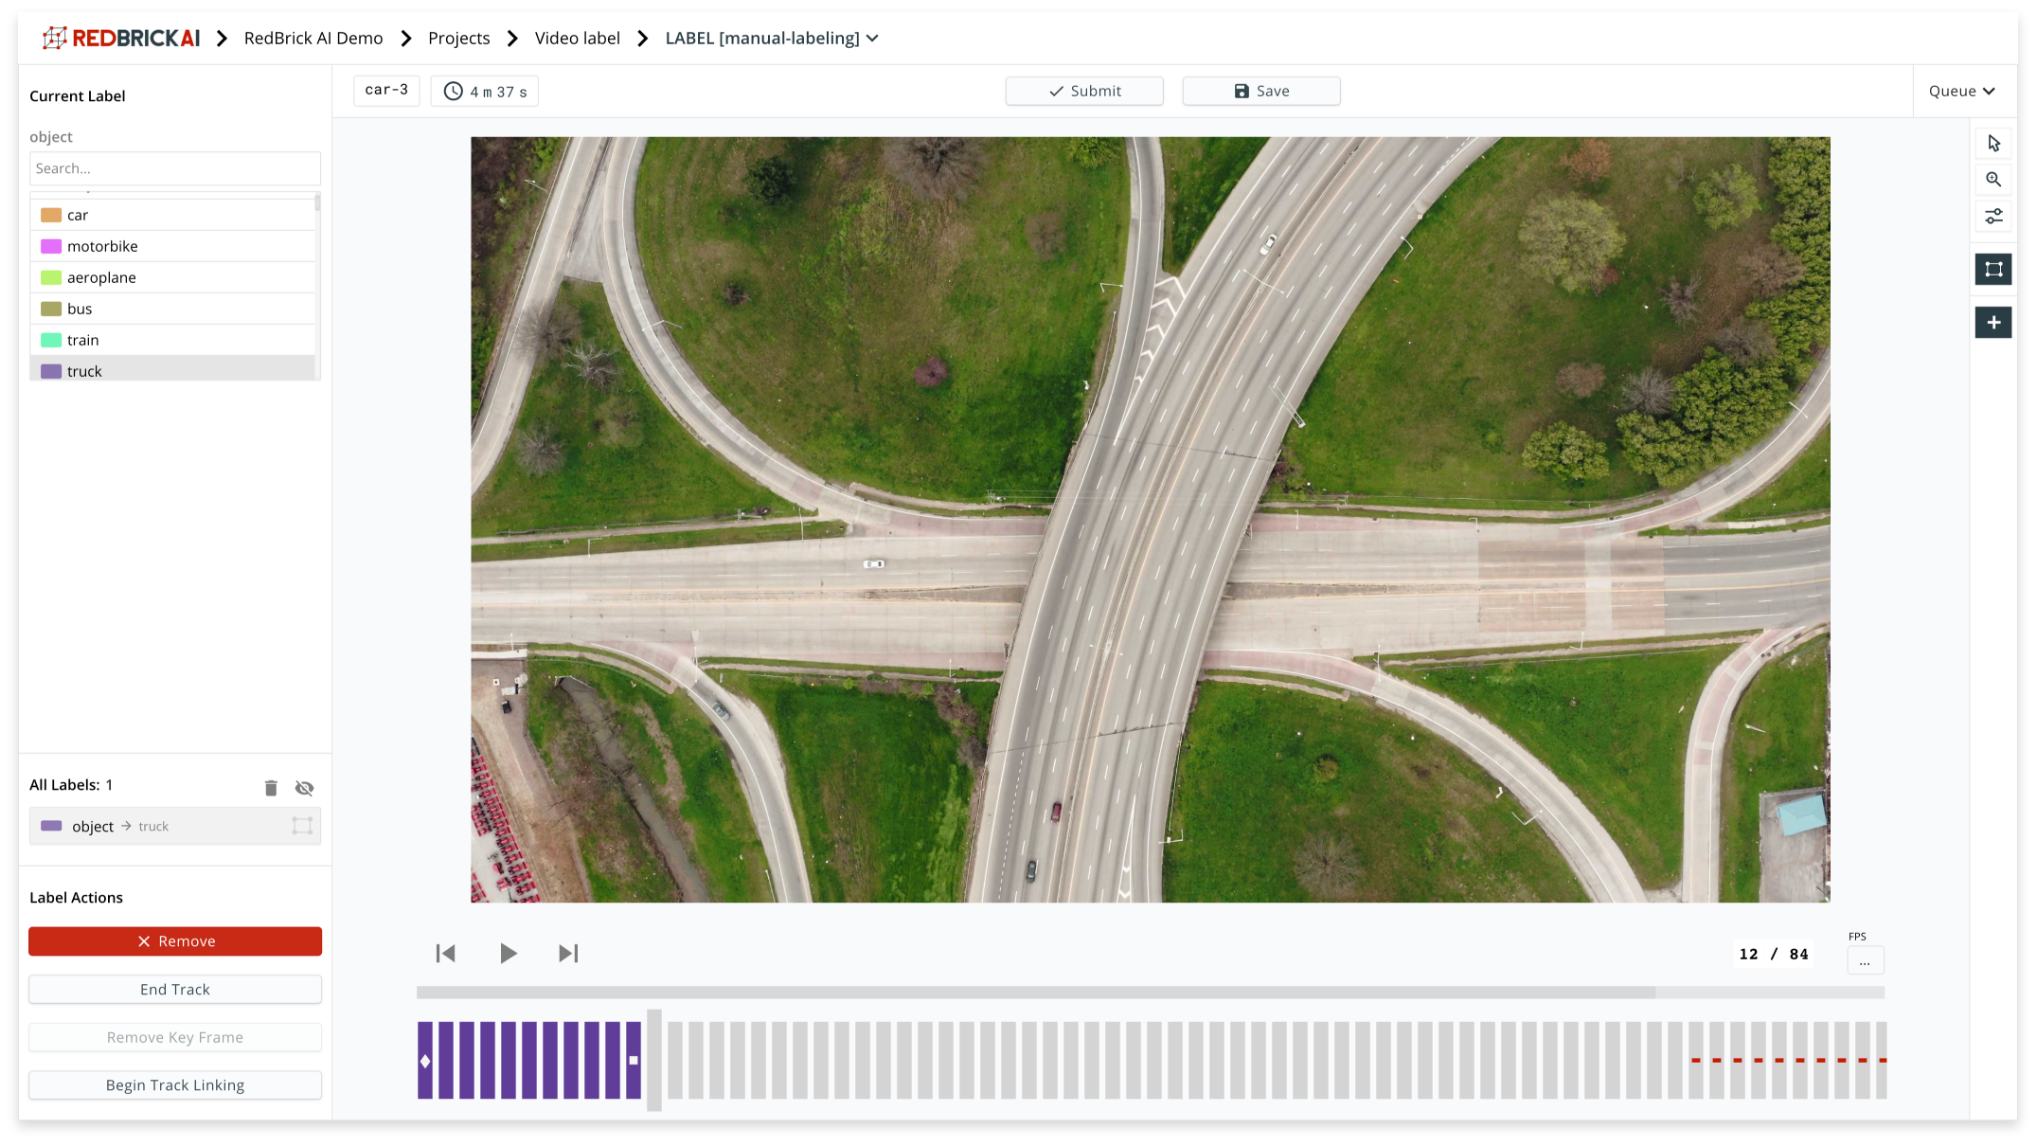 REDBRICKAI
RedBrick AI Demo
Projects
Video label
LABEL [manual-labeling]
Current Label
object
Search...
car
motorbike
aeroplane
bus
train
truck
car-3
4 m 37 s
Submit
Save
Queue
All Labels: 1
object → truck
Label Actions
Remove
End Track
Remove Key Frame
Begin Track Linking
12 / 84
FPS
...